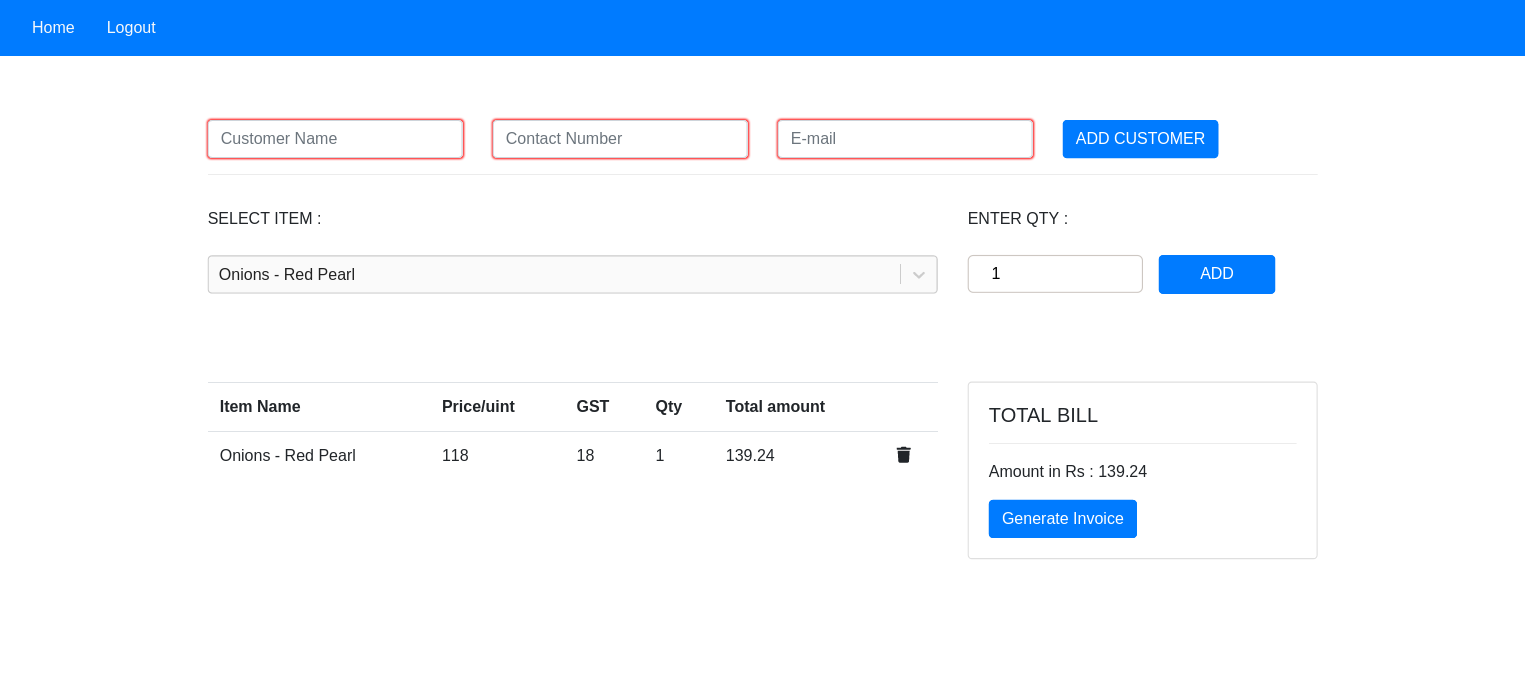 Home Logout
Customer Name Contact Number E-mail ADD CUSTOMER
SELECT ITEM : ENTER QTY :
Onions - Red Pearl 1 ADD
Item Name Price/uint GST Qty Total amount
Onions - Red Pearl 118 18 1 139.24
TOTAL BILL
Amount in Rs : 139.24
Generate Invoice